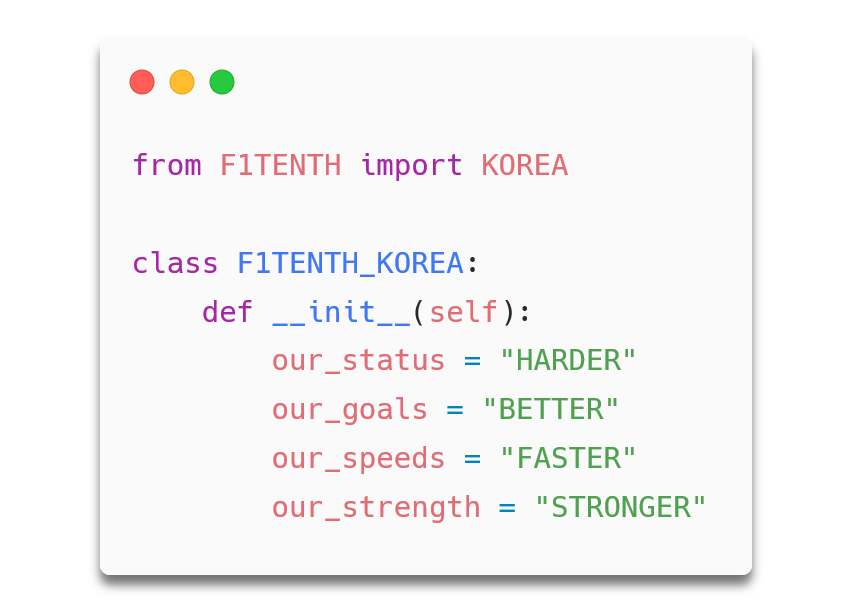 from F1TENTH import KOREA
class F1TENTH_KOREA:
def __init__(self):
our_status = "HARDER"
our_goals = "BETTER"
our_speeds = "FASTER"
our_strength = "STRONGER"